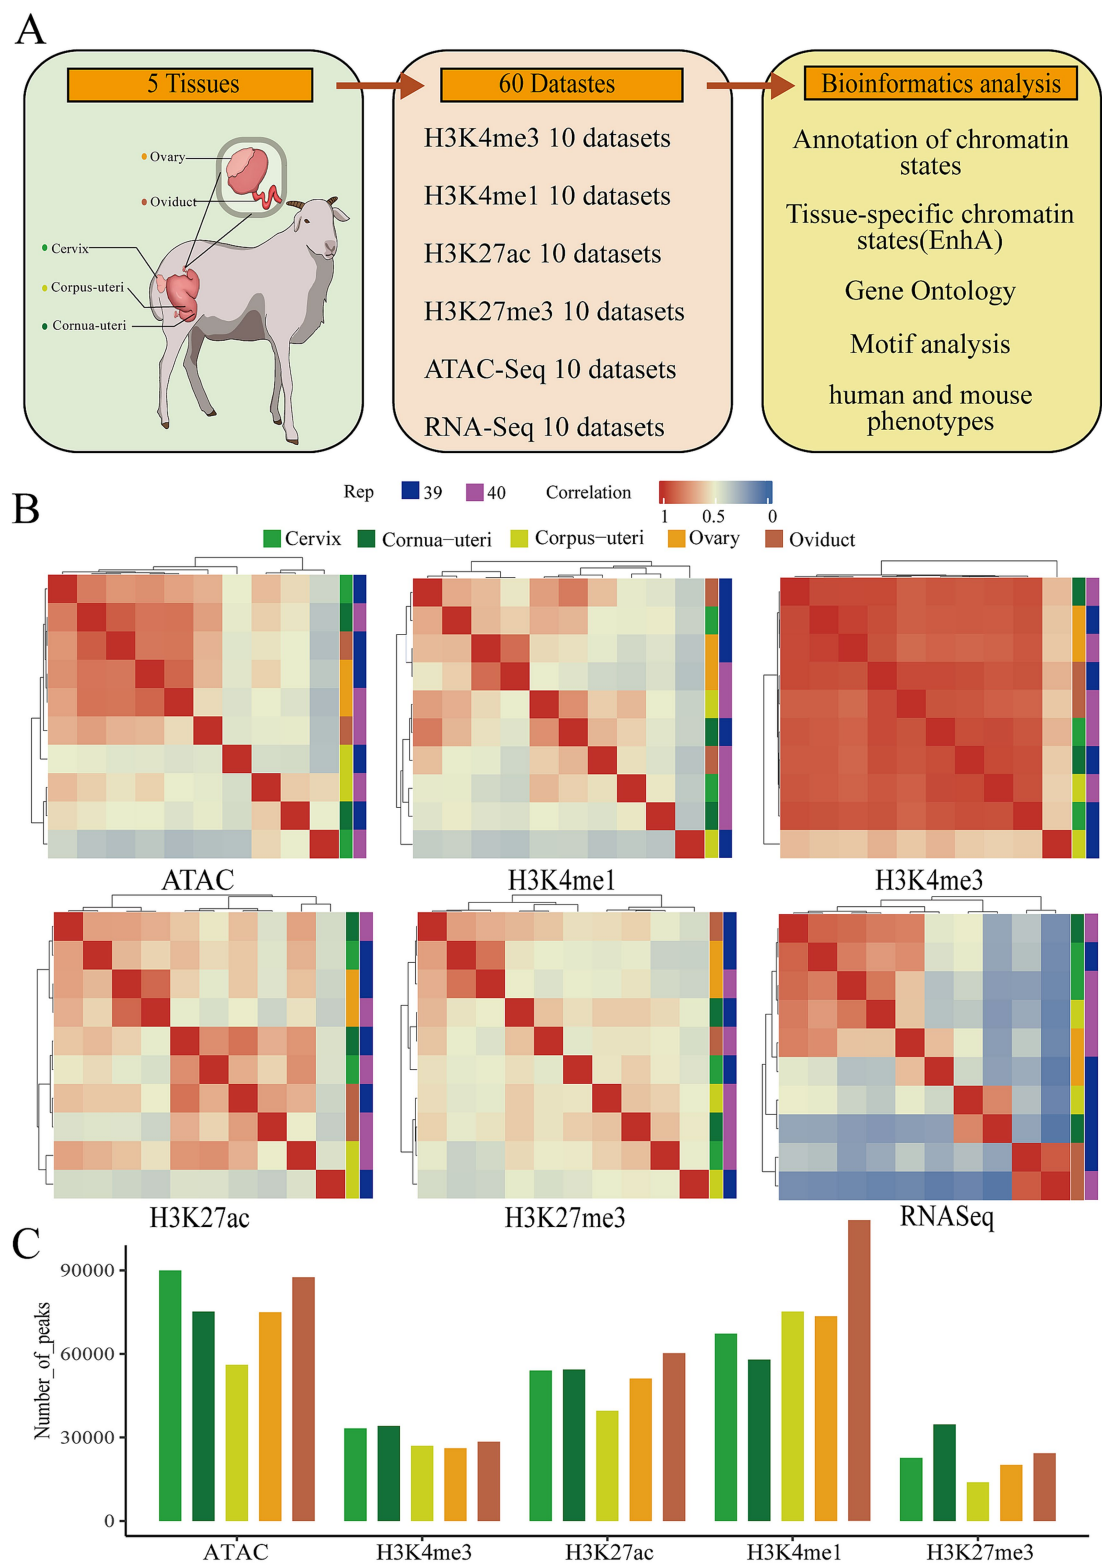 A
5 Tissues
60 Datastes
Bioinformatics analysis
Ovary
Oviduct
Cervix
Corpus-uteri
Cornua-uteri
H3K4me3 10 datasets
H3K4me1 10 datasets
H3K27ac 10 datasets
H3K27me3 10 datasets
ATAC-Seq 10 datasets
RNA-Seq 10 datasets
Annotation of chromatin
states
Tissue-specific chromatin
states(EnhA)
Gene Ontology
Motif analysis
human and mouse
phenotypes
B
Rep 39 40 Correlation
1 0.5 0
Cervix Cornua−uteri Corpus−uteri Ovary Oviduct
ATAC H3K4me1 H3K4me3
H3K27ac H3K27me3 RNASeq
C
Number_of_peaks
90000
60000
30000
0
ATAC H3K4me3 H3K27ac H3K4me1 H3K27me3